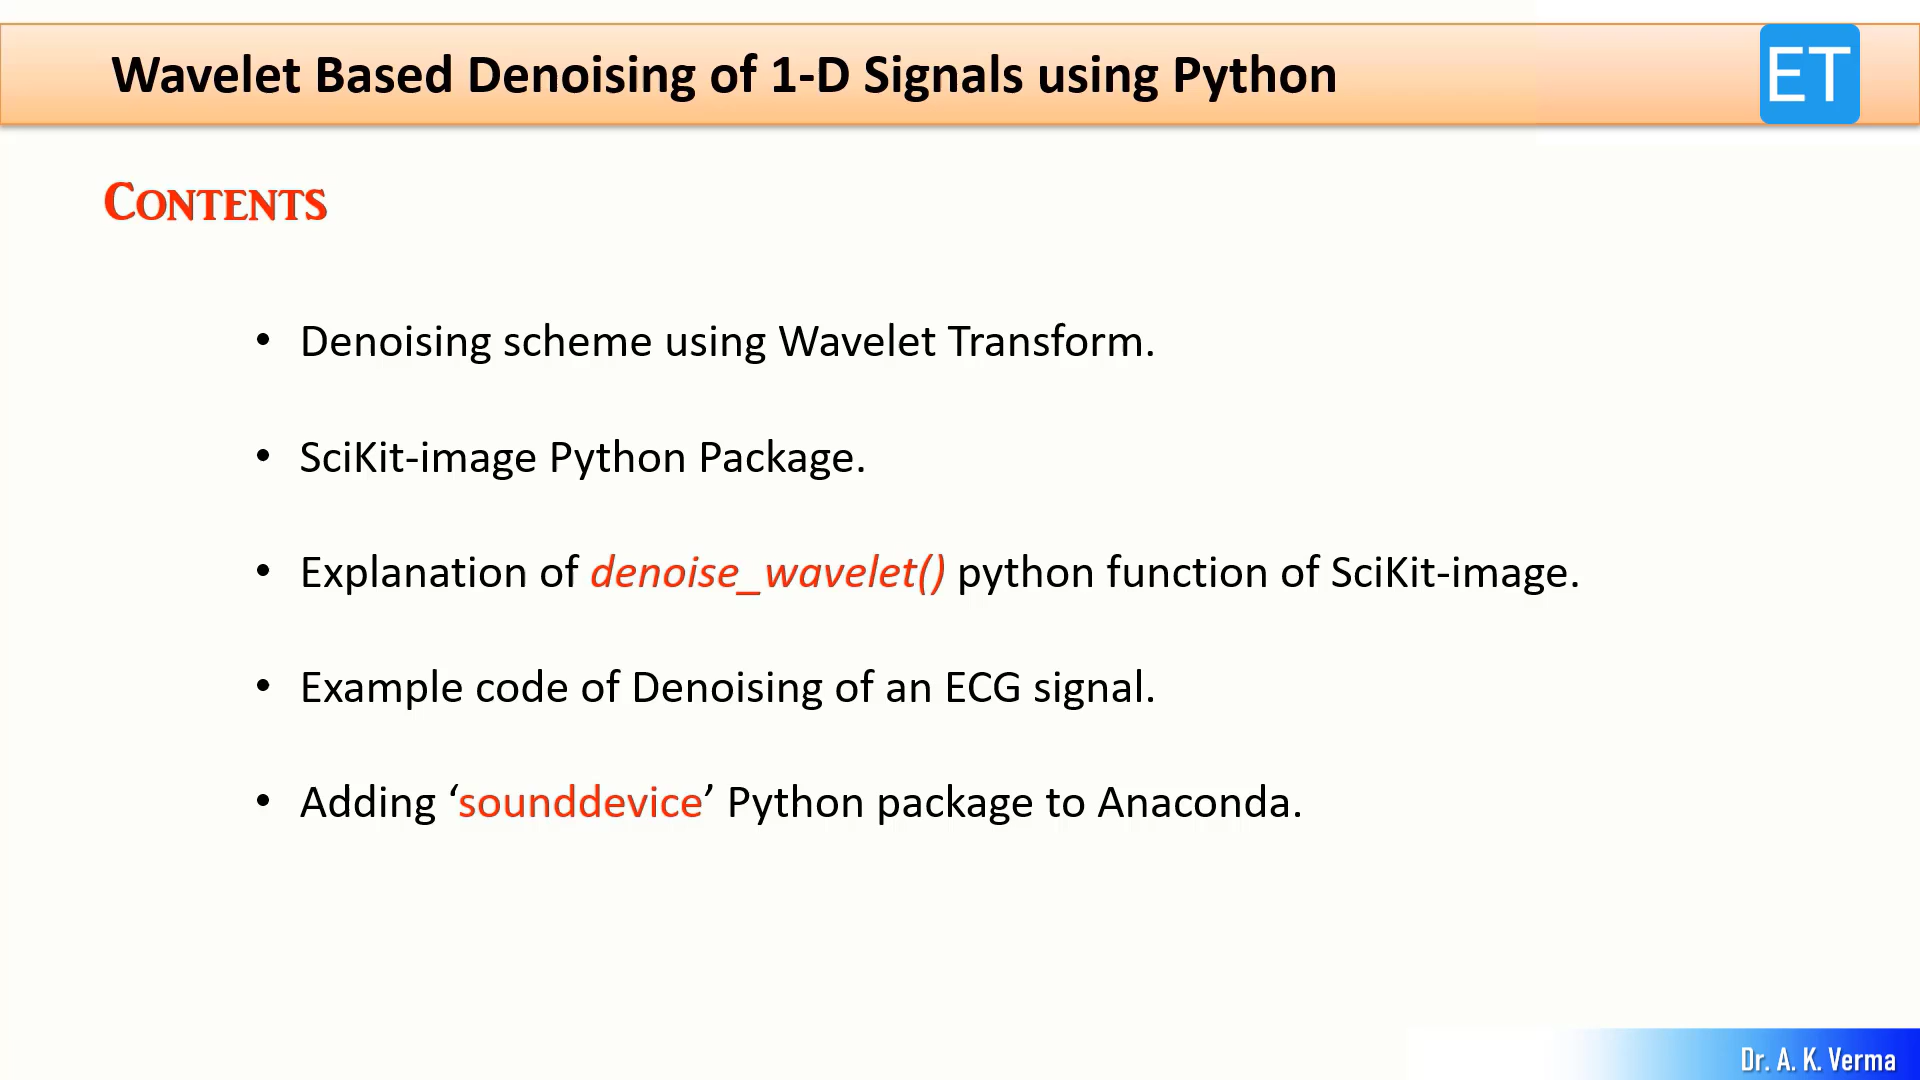 Wavelet Based Denoising of 1-D Signals using Python
ET
CONTENTS
• Denoising scheme using Wavelet Transform.
• SciKit-image Python Package.
• Explanation of denoise_wavelet() python function of SciKit-image.
• Example code of Denoising of an ECG signal.
• Adding ‘sounddevice’ Python package to Anaconda.
Dr. A. K. Verma